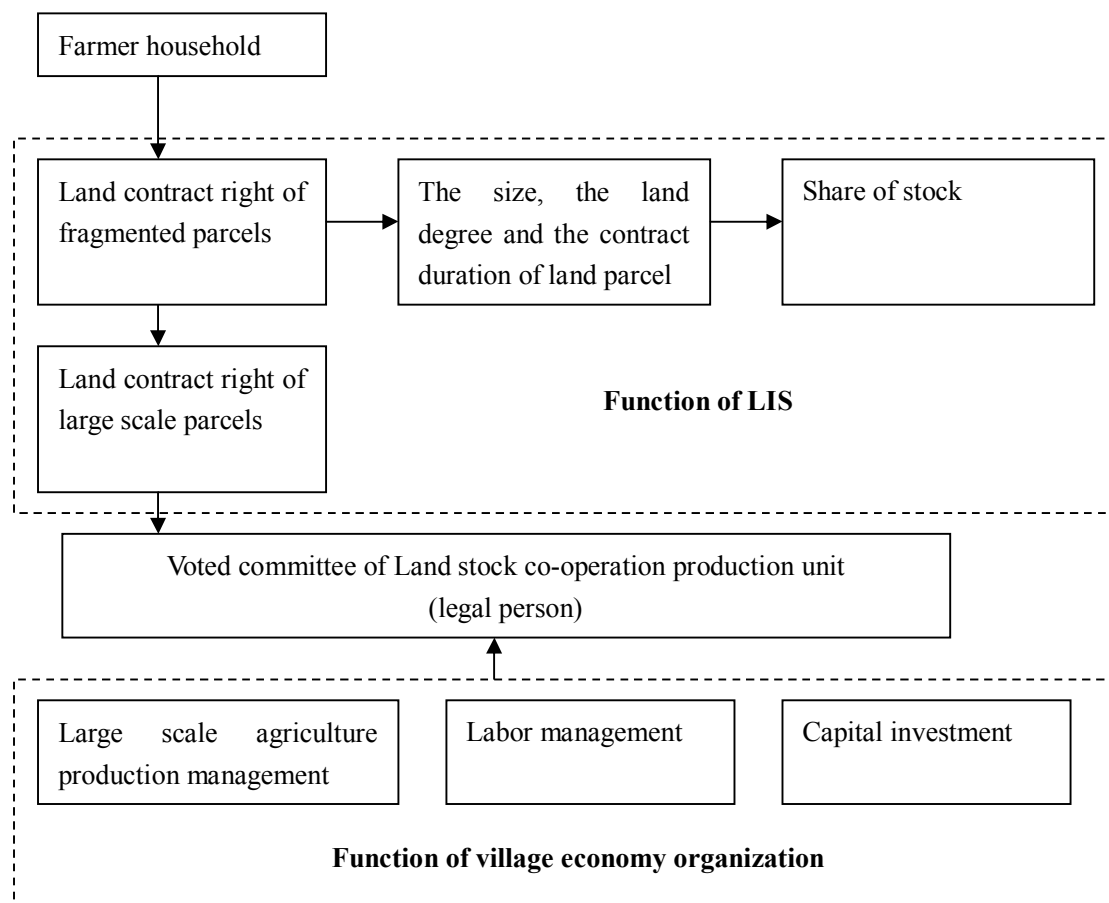 Farmer household
Land contract right of
fragmented parcels
The size, the land
degree and the contract
duration of land parcel
Share of stock
Land contract right of
large scale parcels
Function of LIS
Voted committee of Land stock co-operation production unit
(legal person)
Large scale agriculture
production management
Labor management
Capital investment
Function of village economy organization